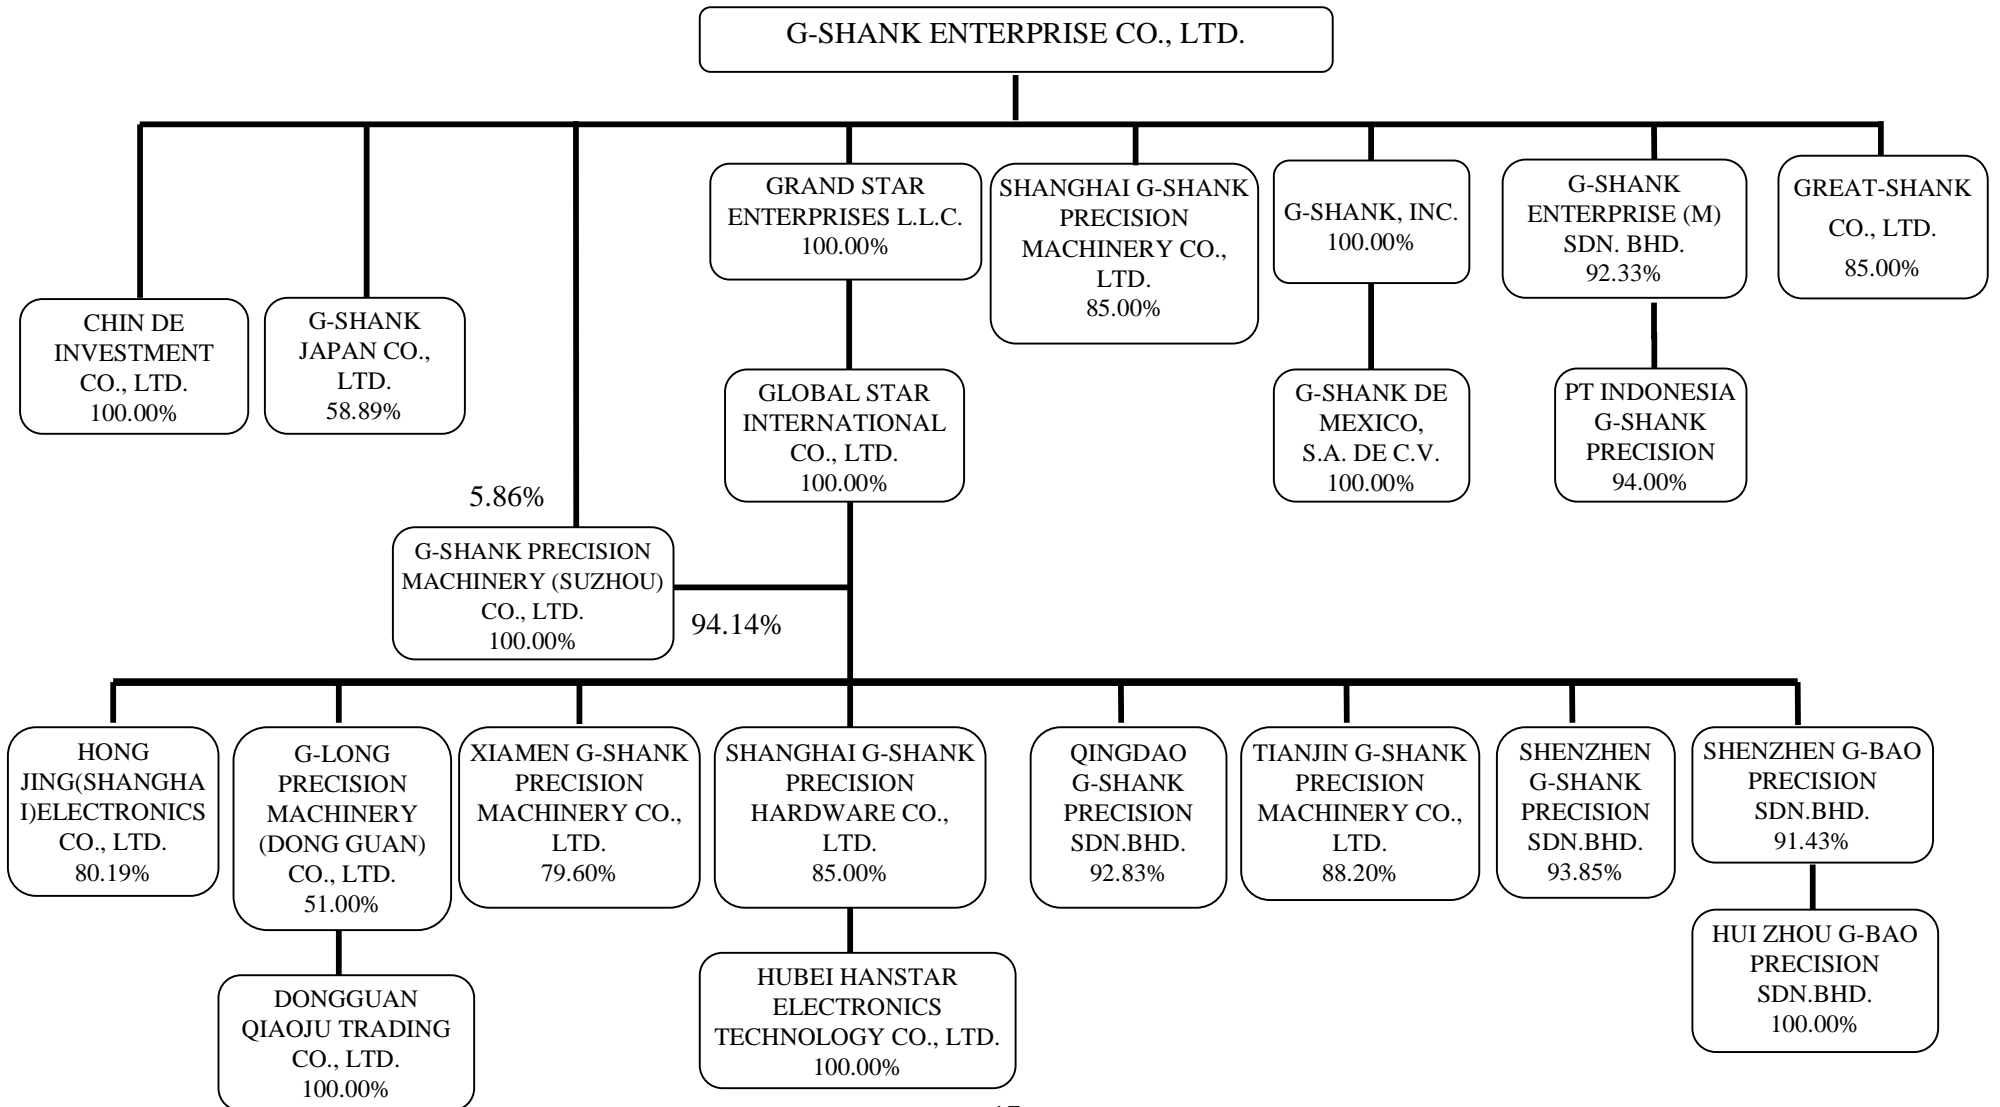 G-SHANK ENTERPRISE CO., LTD.
GRAND STAR
ENTERPRISES L.L.C.
100.00%
SHANGHAI G-SHANK
PRECISION
MACHINERY CO.,
LTD.
85.00%
G-SHANK, INC.
100.00%
G-SHANK
ENTERPRISE (M)
SDN. BHD.
92.33%
GREAT-SHANK
CO., LTD.
85.00%
CHIN DE
INVESTMENT
CO., LTD.
100.00%
G-SHANK
JAPAN CO.,
LTD.
58.89%
GLOBAL STAR
INTERNATIONAL
CO., LTD.
100.00%
G-SHANK DE
MEXICO,
S.A. DE C.V.
100.00%
PT INDONESIA
G-SHANK
PRECISION
94.00%
5.86%
G-SHANK PRECISION
MACHINERY (SUZHOU)
CO., LTD.
100.00%
94.14%
HONG
JING(SHANGHA
I)ELECTRONICS
CO., LTD.
80.19%
G-LONG
PRECISION
MACHINERY
(DONG GUAN)
CO., LTD.
51.00%
XIAMEN G-SHANK
PRECISION
MACHINERY CO.,
LTD.
79.60%
SHANGHAI G-SHANK
PRECISION
HARDWARE CO.,
LTD.
85.00%
QINGDAO
G-SHANK
PRECISION
SDN.BHD.
92.83%
TIANJIN G-SHANK
PRECISION
MACHINERY CO.,
LTD.
88.20%
SHENZHEN
G-SHANK
PRECISION
SDN.BHD.
93.85%
SHENZHEN G-BAO
PRECISION
SDN.BHD.
91.43%
DONGGUAN
QIAOJU TRADING
CO., LTD.
100.00%
HUBEI HANSTAR
ELECTRONICS
TECHNOLOGY CO., LTD.
100.00%
HUI ZHOU G-BAO
PRECISION
SDN.BHD.
100.00%